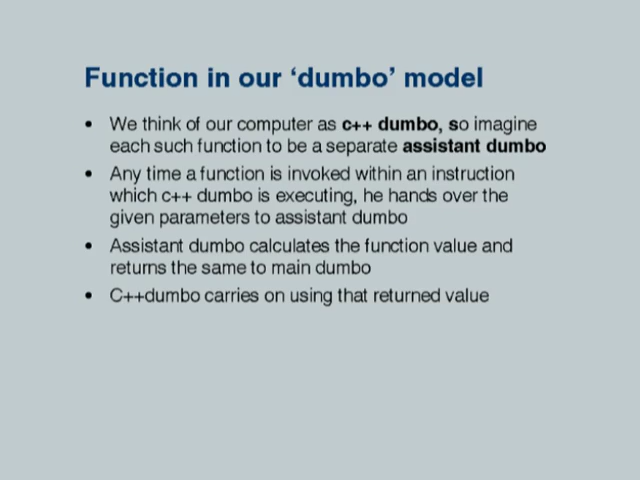 Function in our ‘dumbo’ model
• We think of our computer as c++ dumbo, so imagine
each such function to be a separate assistant dumbo
• Any time a function is invoked within an instruction
which c++ dumbo is executing, he hands over the
given parameters to assistant dumbo
• Assistant dumbo calculates the function value and
returns the same to main dumbo
• C++dumbo carries on using that returned value